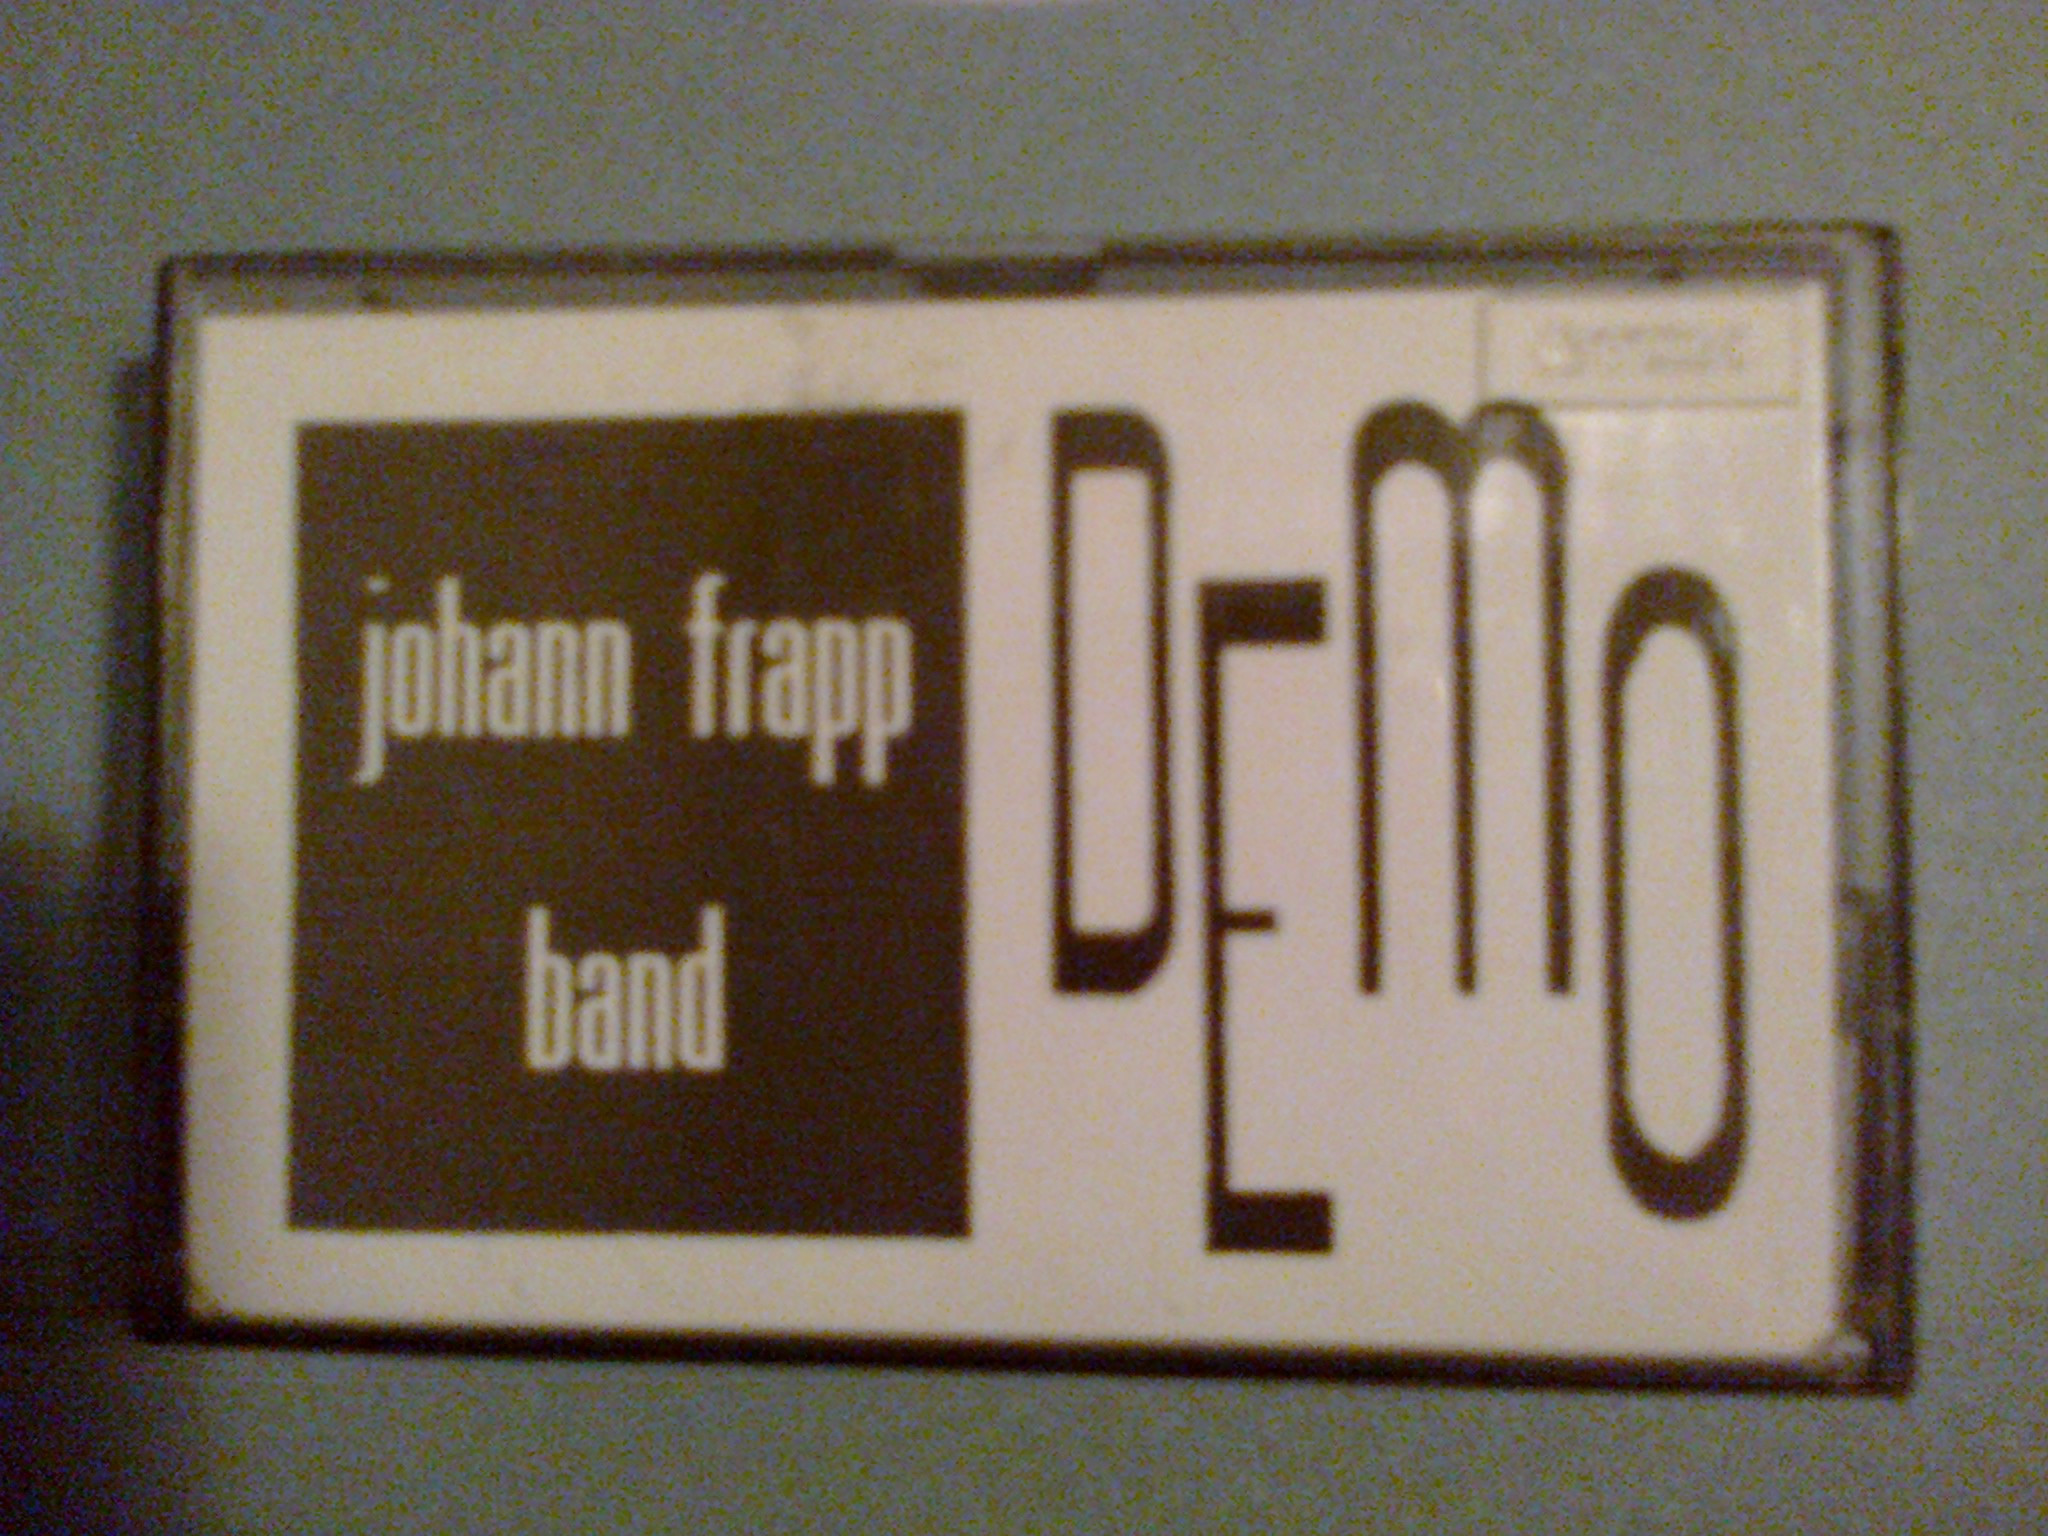 johann frapp
band
DEmO